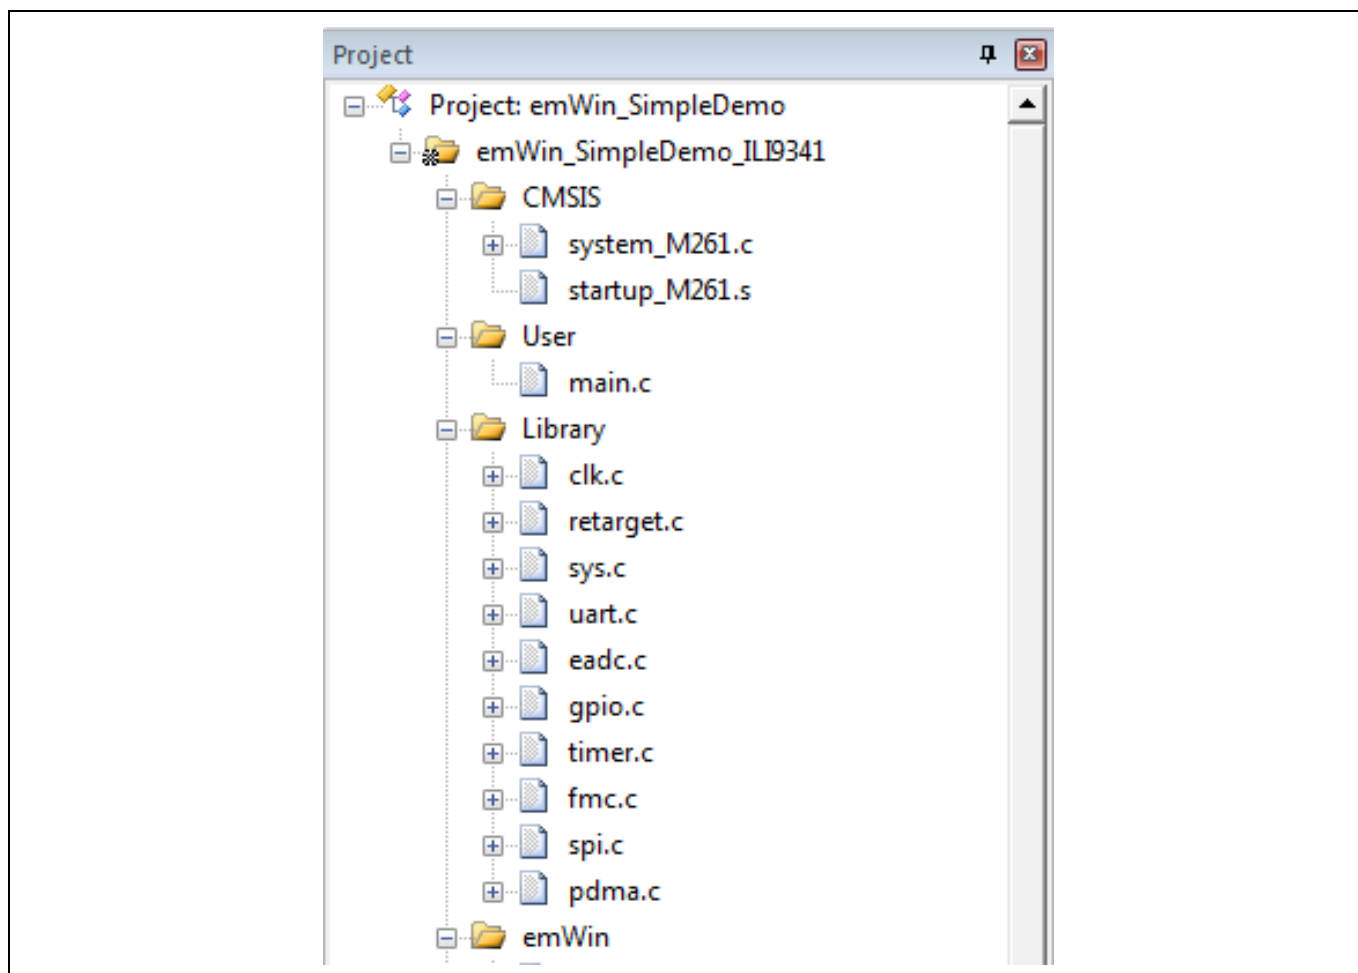 Project
Project: emWin_SimpleDemo
emWin_SimpleDemo_ILI9341
CMSIS
system_M261.c
startup_M261.s
User
main.c
Library
clk.c
retarget.c
sys.c
uart.c
eadc.c
gpio.c
timer.c
fmc.c
spi.c
pdma.c
emWin